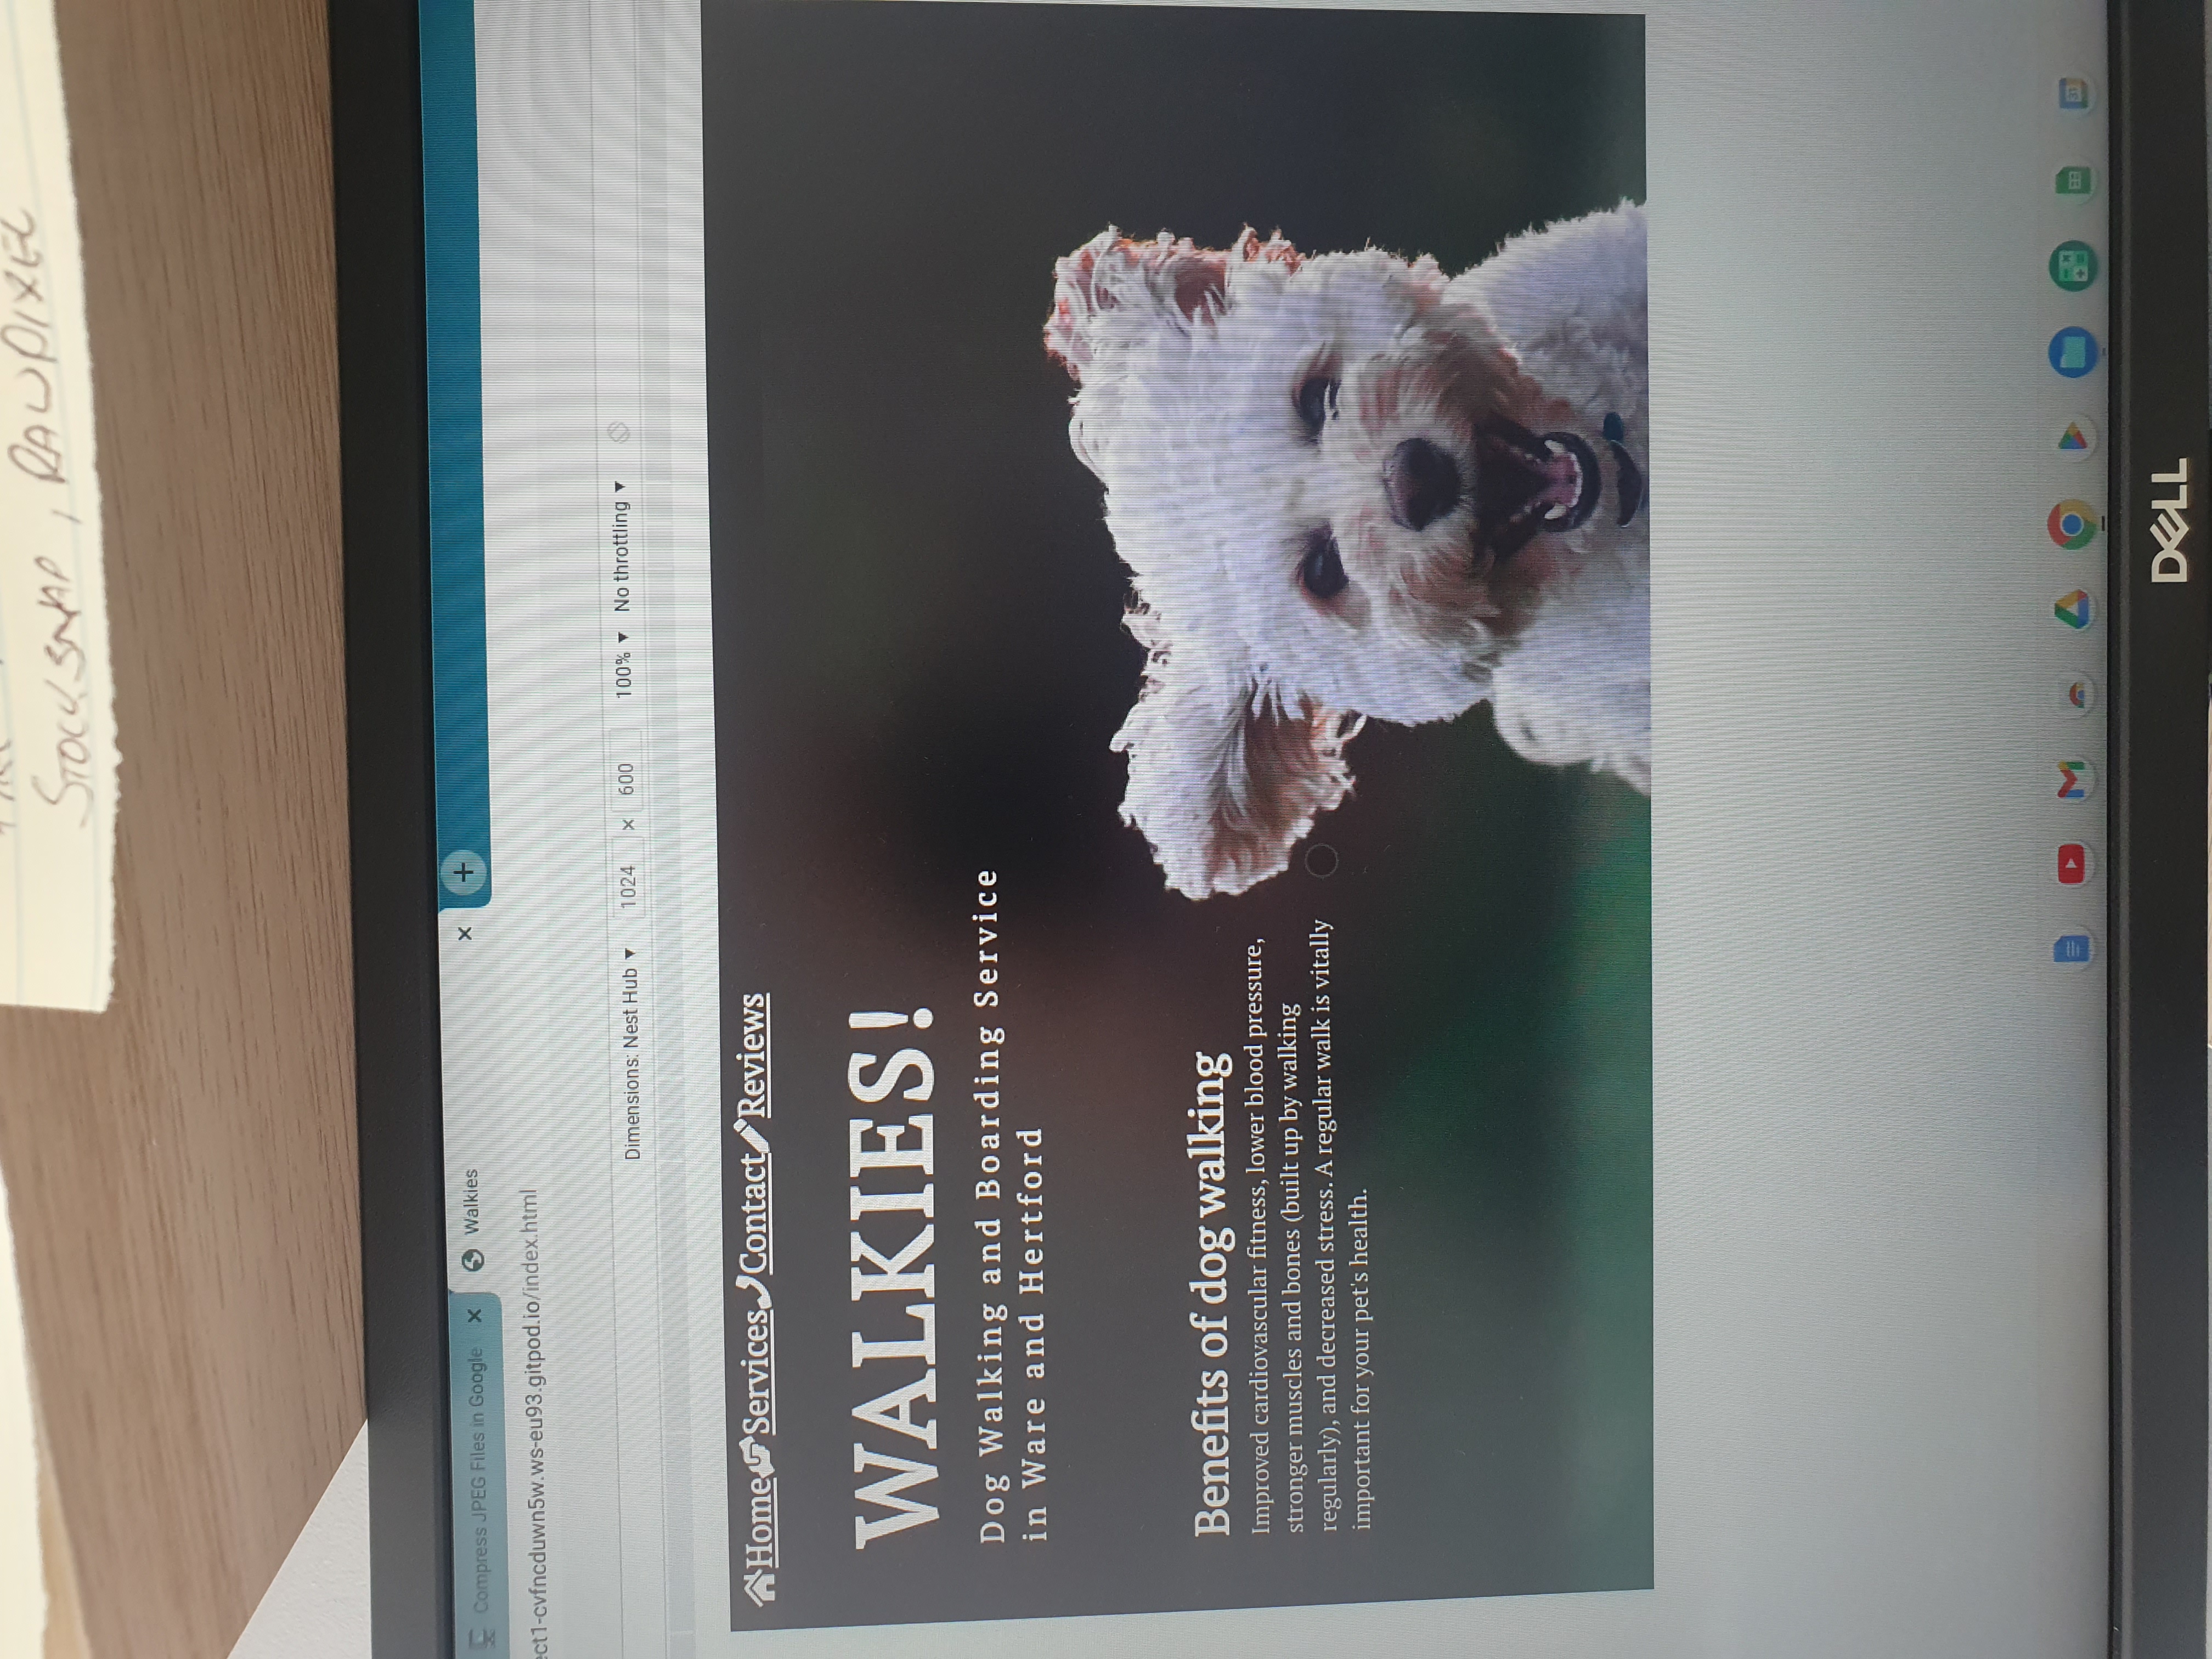 STOCKSNAP, RAWPIXEL
Compress JPEG Files in Google
Walkies
ect1-cvfncduwn5w.ws-eu93.gitpod.io/index.html
Dimensions: Nest Hub ▼ 1024 × 600 100% ▼ No throttling ▼
Home Services Contact Reviews
WALKIES!
Dog Walking and Boarding Service
in Ware and Hertford
Benefits of dog walking
Improved cardiovascular fitness, lower blood pressure,
stronger muscles and bones (built up by walking
regularly), and decreased stress. A regular walk is vitally
important for your pet's health.
31
DELL